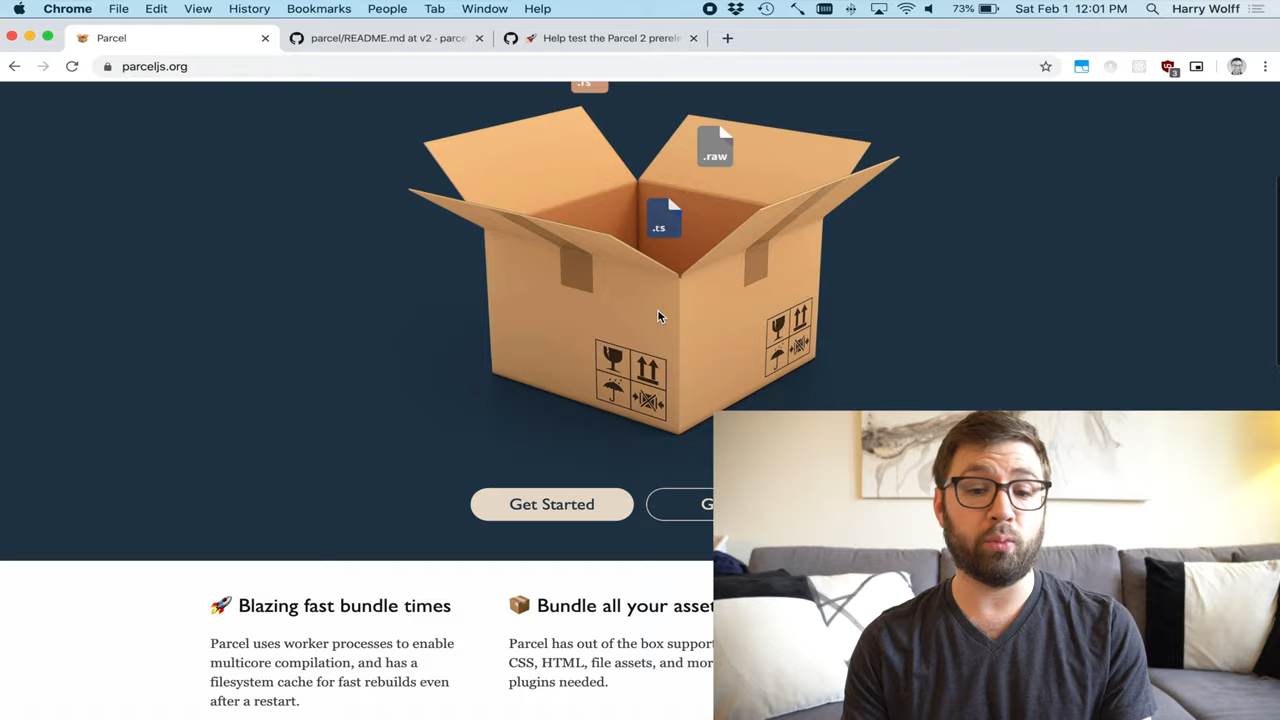 Chrome File Edit View History Bookmarks People Tab Window Help 73% Sat Feb 1 12:01 PM Harry Wolff
Parcel parcel/README.md at v2 · parce 🚀 Help test the Parcel 2 prerele
parceljs.org 3
.rs
.raw
.ts
Get Started G
🚀 Blazing fast bundle times
Parcel uses worker processes to enable
multicore compilation, and has a
filesystem cache for fast rebuilds even
after a restart.
📦 Bundle all your asset
Parcel has out of the box support
CSS, HTML, file assets, and more
plugins needed.